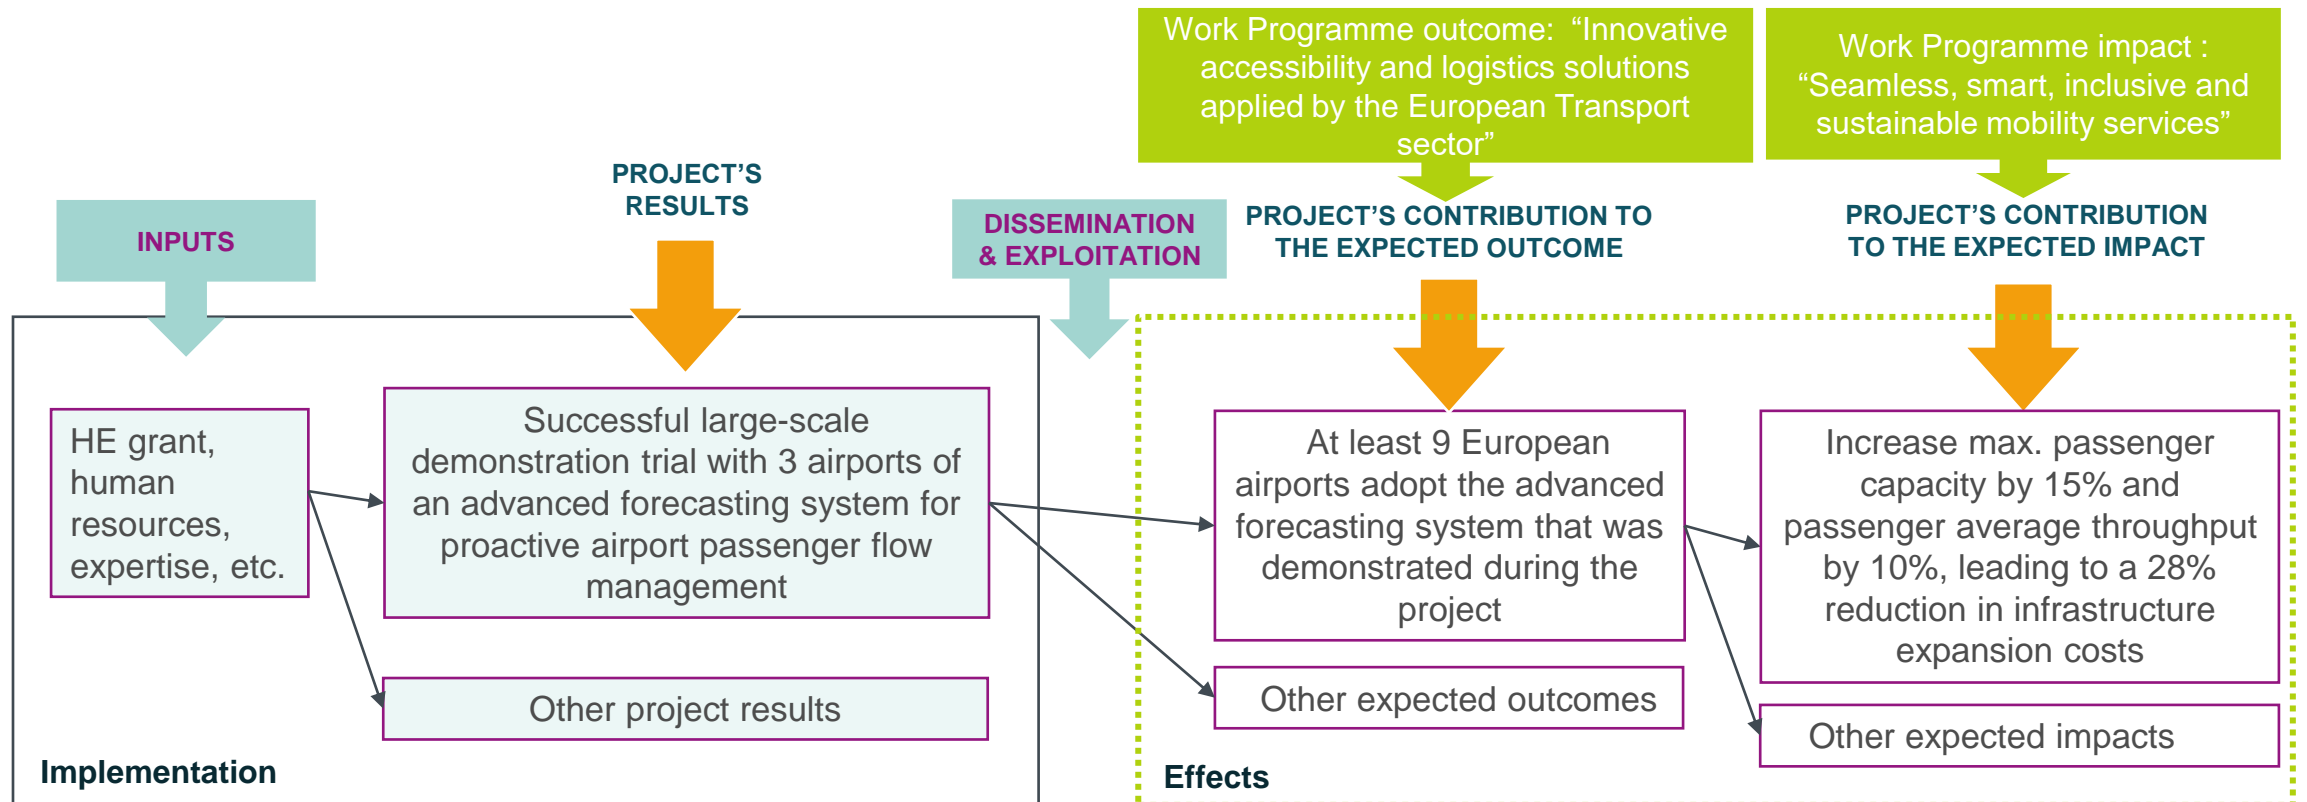 Work Programme outcome: “Innovative
accessibility and logistics solutions
applied by the European Transport
sector”
Work Programme impact :
“Seamless, smart, inclusive and
sustainable mobility services”
INPUTS
PROJECT’S
RESULTS
DISSEMINATION
& EXPLOITATION
PROJECT’S CONTRIBUTION TO
THE EXPECTED OUTCOME
PROJECT’S CONTRIBUTION
TO THE EXPECTED IMPACT
HE grant,
human
resources,
expertise, etc.
Successful large-scale
demonstration trial with 3 airports of
an advanced forecasting system for
proactive airport passenger flow
management
Other project results
Implementation
At least 9 European
airports adopt the advanced
forecasting system that was
demonstrated during the
project
Other expected outcomes
Increase max. passenger
capacity by 15% and
passenger average throughput
by 10%, leading to a 28%
reduction in infrastructure
expansion costs
Other expected impacts
Effects